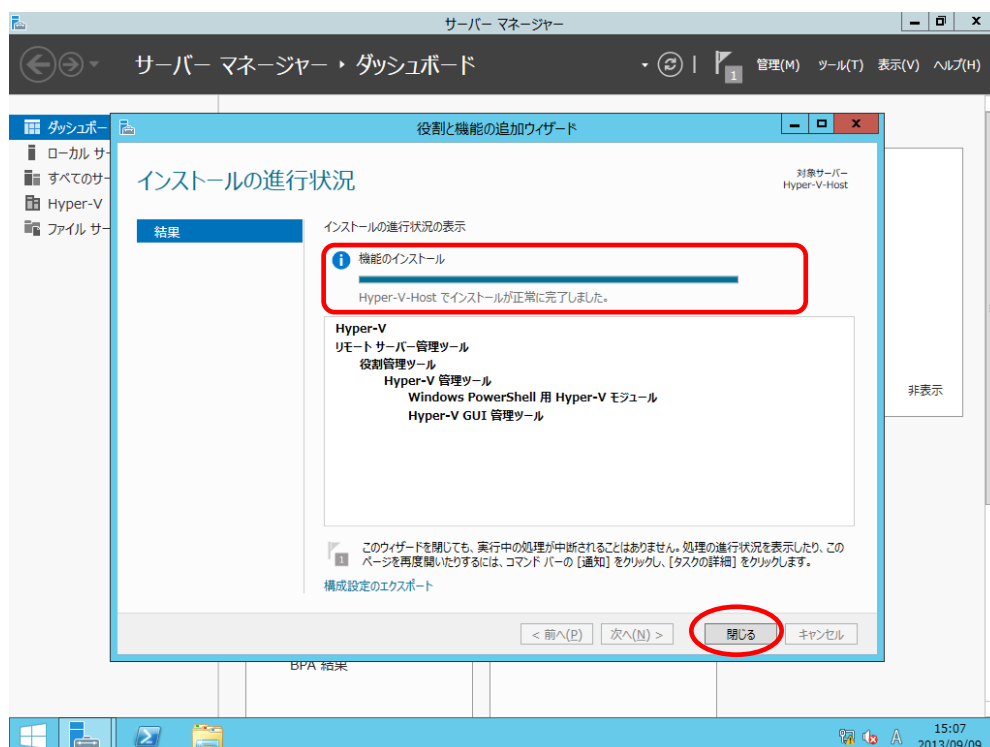 サーバー マネージャー
サーバー マネージャー ・ ダッシュボード
1
管理(M) ツール(T) 表示(V) ヘルプ(H)
ダッシュボー
ローカル サー
すべてのサー
Hyper-V
ファイル サー
役割と機能の追加ウィザード
インストールの進行状況
対象サーバー
Hyper-V-Host
結果
インストールの進行状況の表示
機能のインストール
Hyper-V-Host でインストールが正常に完了しました。
Hyper-V
リモート サーバー管理ツール
役割管理ツール
Hyper-V 管理ツール
Windows PowerShell 用 Hyper-V モジュール
Hyper-V GUI 管理ツール
1
このウィザードを閉じても、実行中の処理が中断されることはありません。処理の進行状況を表示したり、この
ページを再度開いたりするには、コマンド バーの [通知] をクリックし、[タスクの詳細] をクリックします。
構成設定のエクスポート
< 前へ(P) 次へ(N) > 閉じる キャンセル
非表示
BPA 結果
A
15:07
2013/09/09